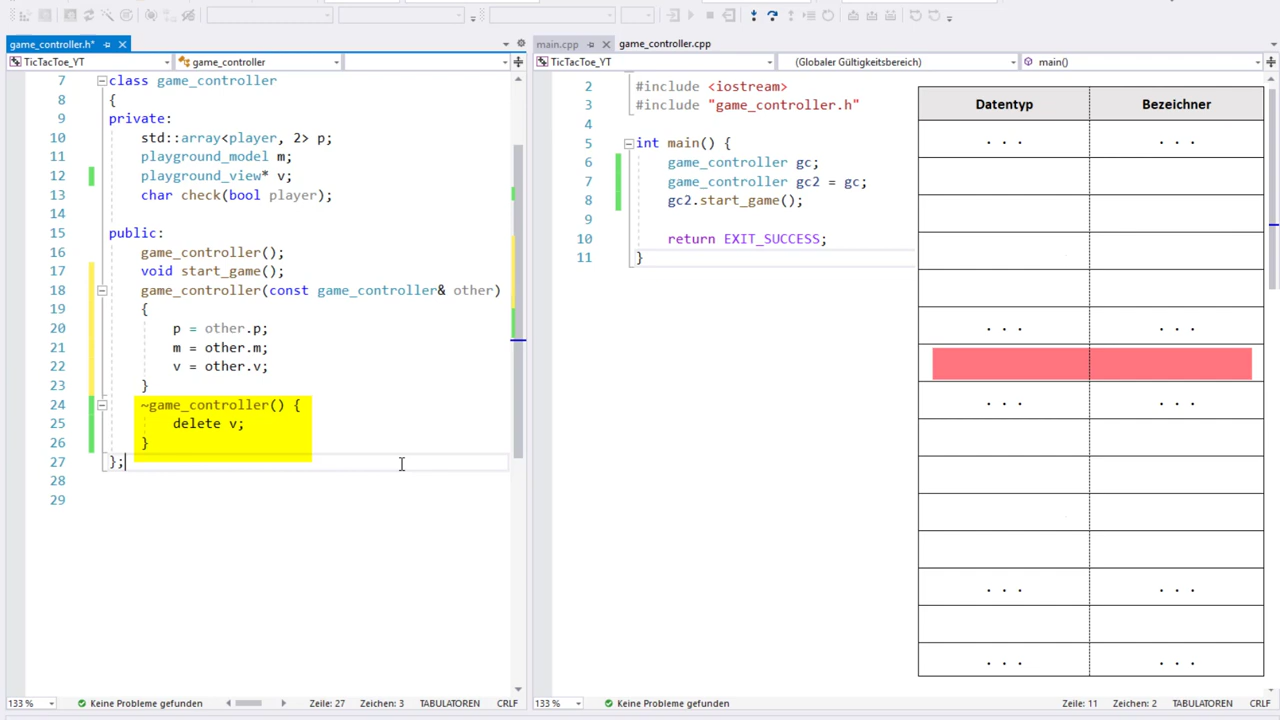 game_controller.h*
TicTacToe_YT
game_controller
7 class game_controller
8 {
9 private:
10 std::array<player, 2> p;
11 playground_model m;
12 playground_view* v;
13 char check(bool player);
14
15 public:
16 game_controller();
17 void start_game();
18 game_controller(const game_controller& other)
19 {
20 p = other.p;
21 m = other.m;
22 v = other.v;
23 }
24 ~game_controller() {
25 delete v;
26 }
27 };
28
29
133 %
Keine Probleme gefunden
Zeile: 27
Zeichen: 3
TABULATOREN
CRLF
main.cpp
game_controller.cpp
TicTacToe_YT
(Globaler Gültigkeitsbereich)
main()
2 #include <iostream>
3 #include "game_controller.h"
4
5 int main() {
6 game_controller gc;
7 game_controller gc2 = gc;
8 gc2.start_game();
9
10 return EXIT_SUCCESS;
11 }
Datentyp Bezeichner
. . . . . .
. . . . . .
. . . . . .
. . . . . .
. . . . . .
133 %
Keine Probleme gefunden
Zeile: 11
Zeichen: 2
TABULATOREN
CRLF